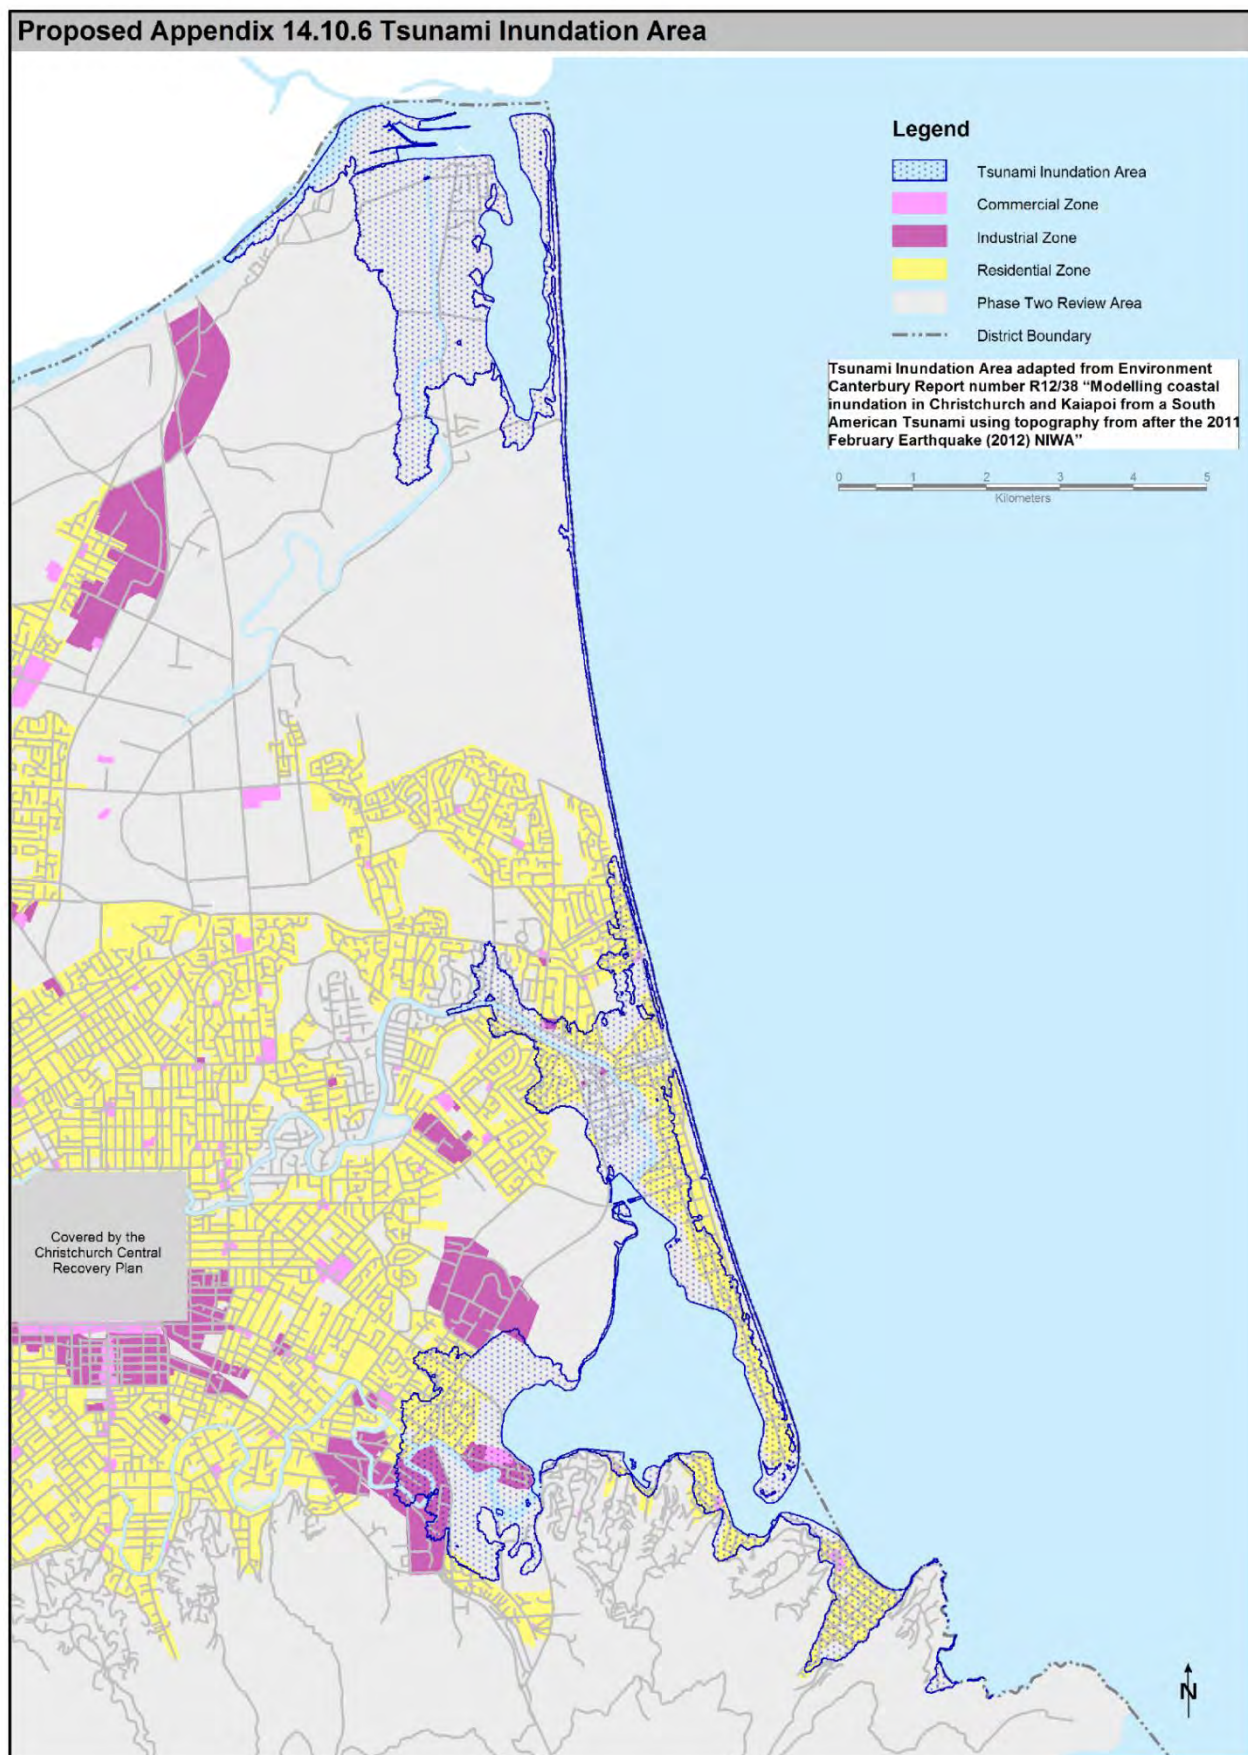 Proposed Appendix 14.10.6 Tsunami Inundation Area
Legend
Tsunami Inundation Area
Commercial Zone
Industrial Zone
Residential Zone
Phase Two Review Area
District Boundary
Tsunami Inundation Area adapted from Environment
Canterbury Report number R12/38 “Modelling coastal
inundation in Christchurch and Kaiapoi from a South
American Tsunami using topography from after the 2011
February Earthquake (2012) NIWA”
0 1 2 3 4 5
Kilometers
Covered by the
Christchurch Central
Recovery Plan
N